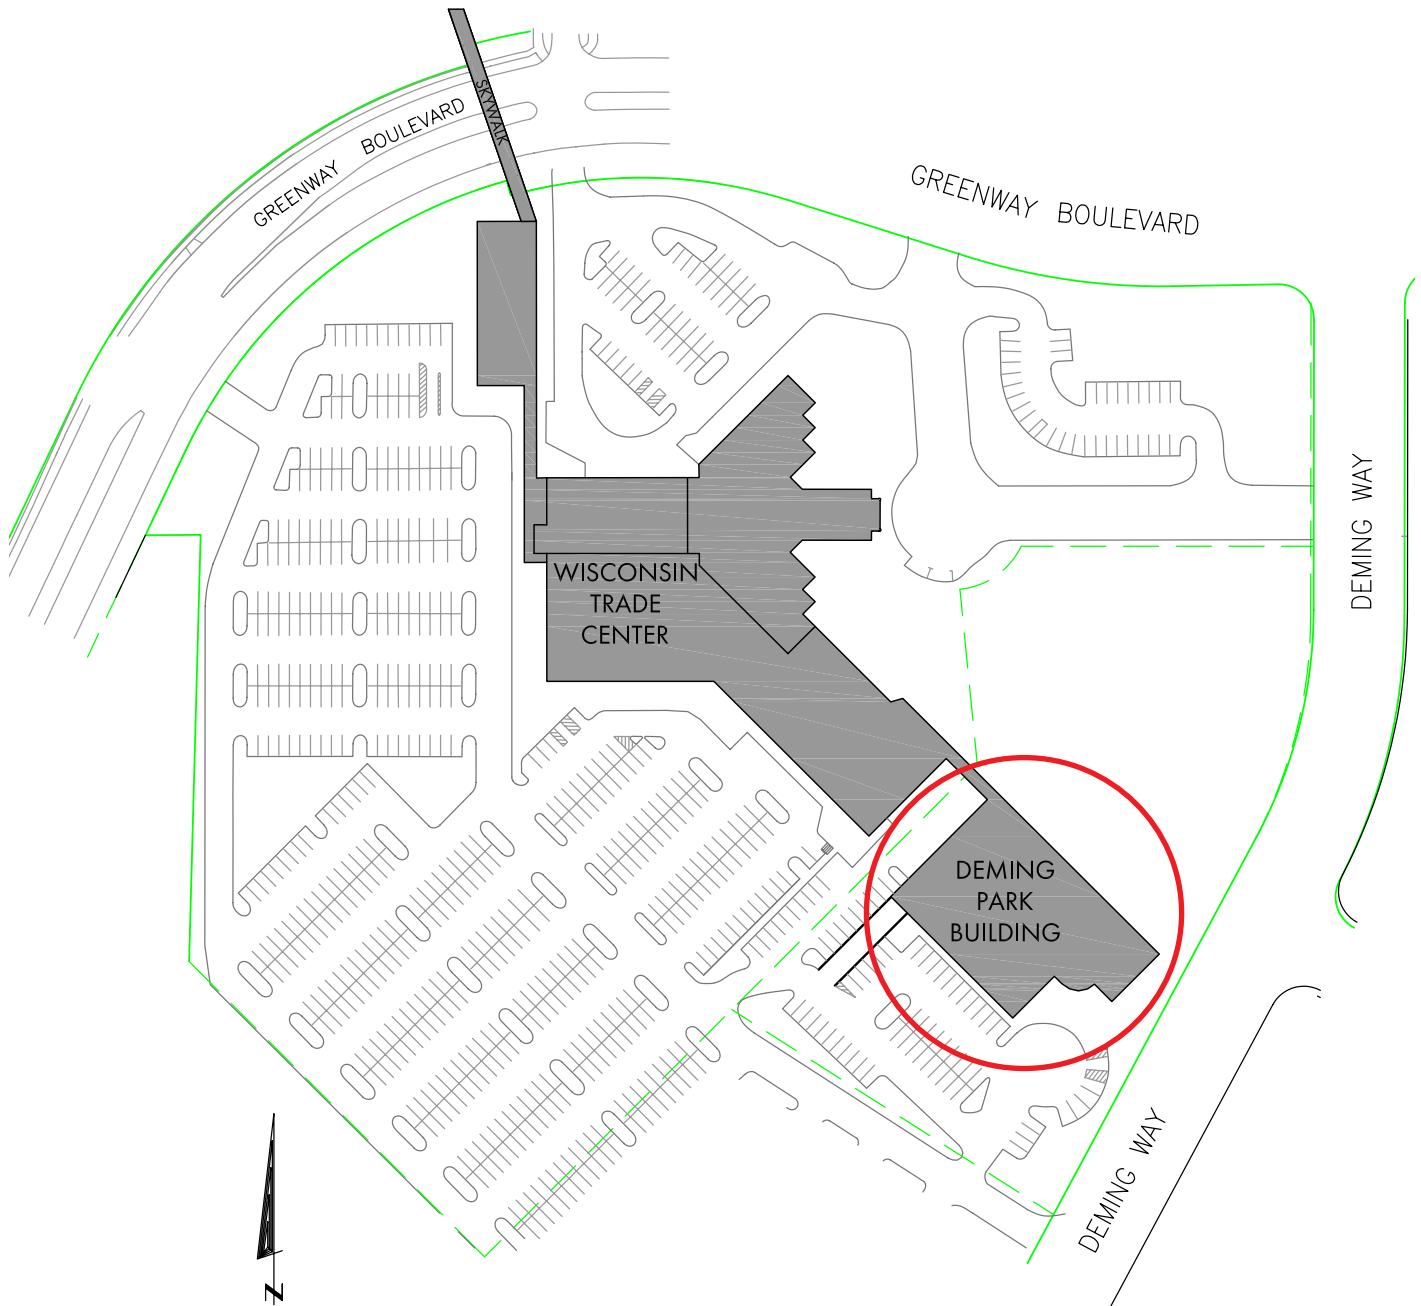 SKYWALK
GREENWAY BOULEVARD
GREENWAY BOULEVARD
DEMING WAY
WISCONSIN
TRADE
CENTER
DEMING
PARK
BUILDING
DEMING WAY
N